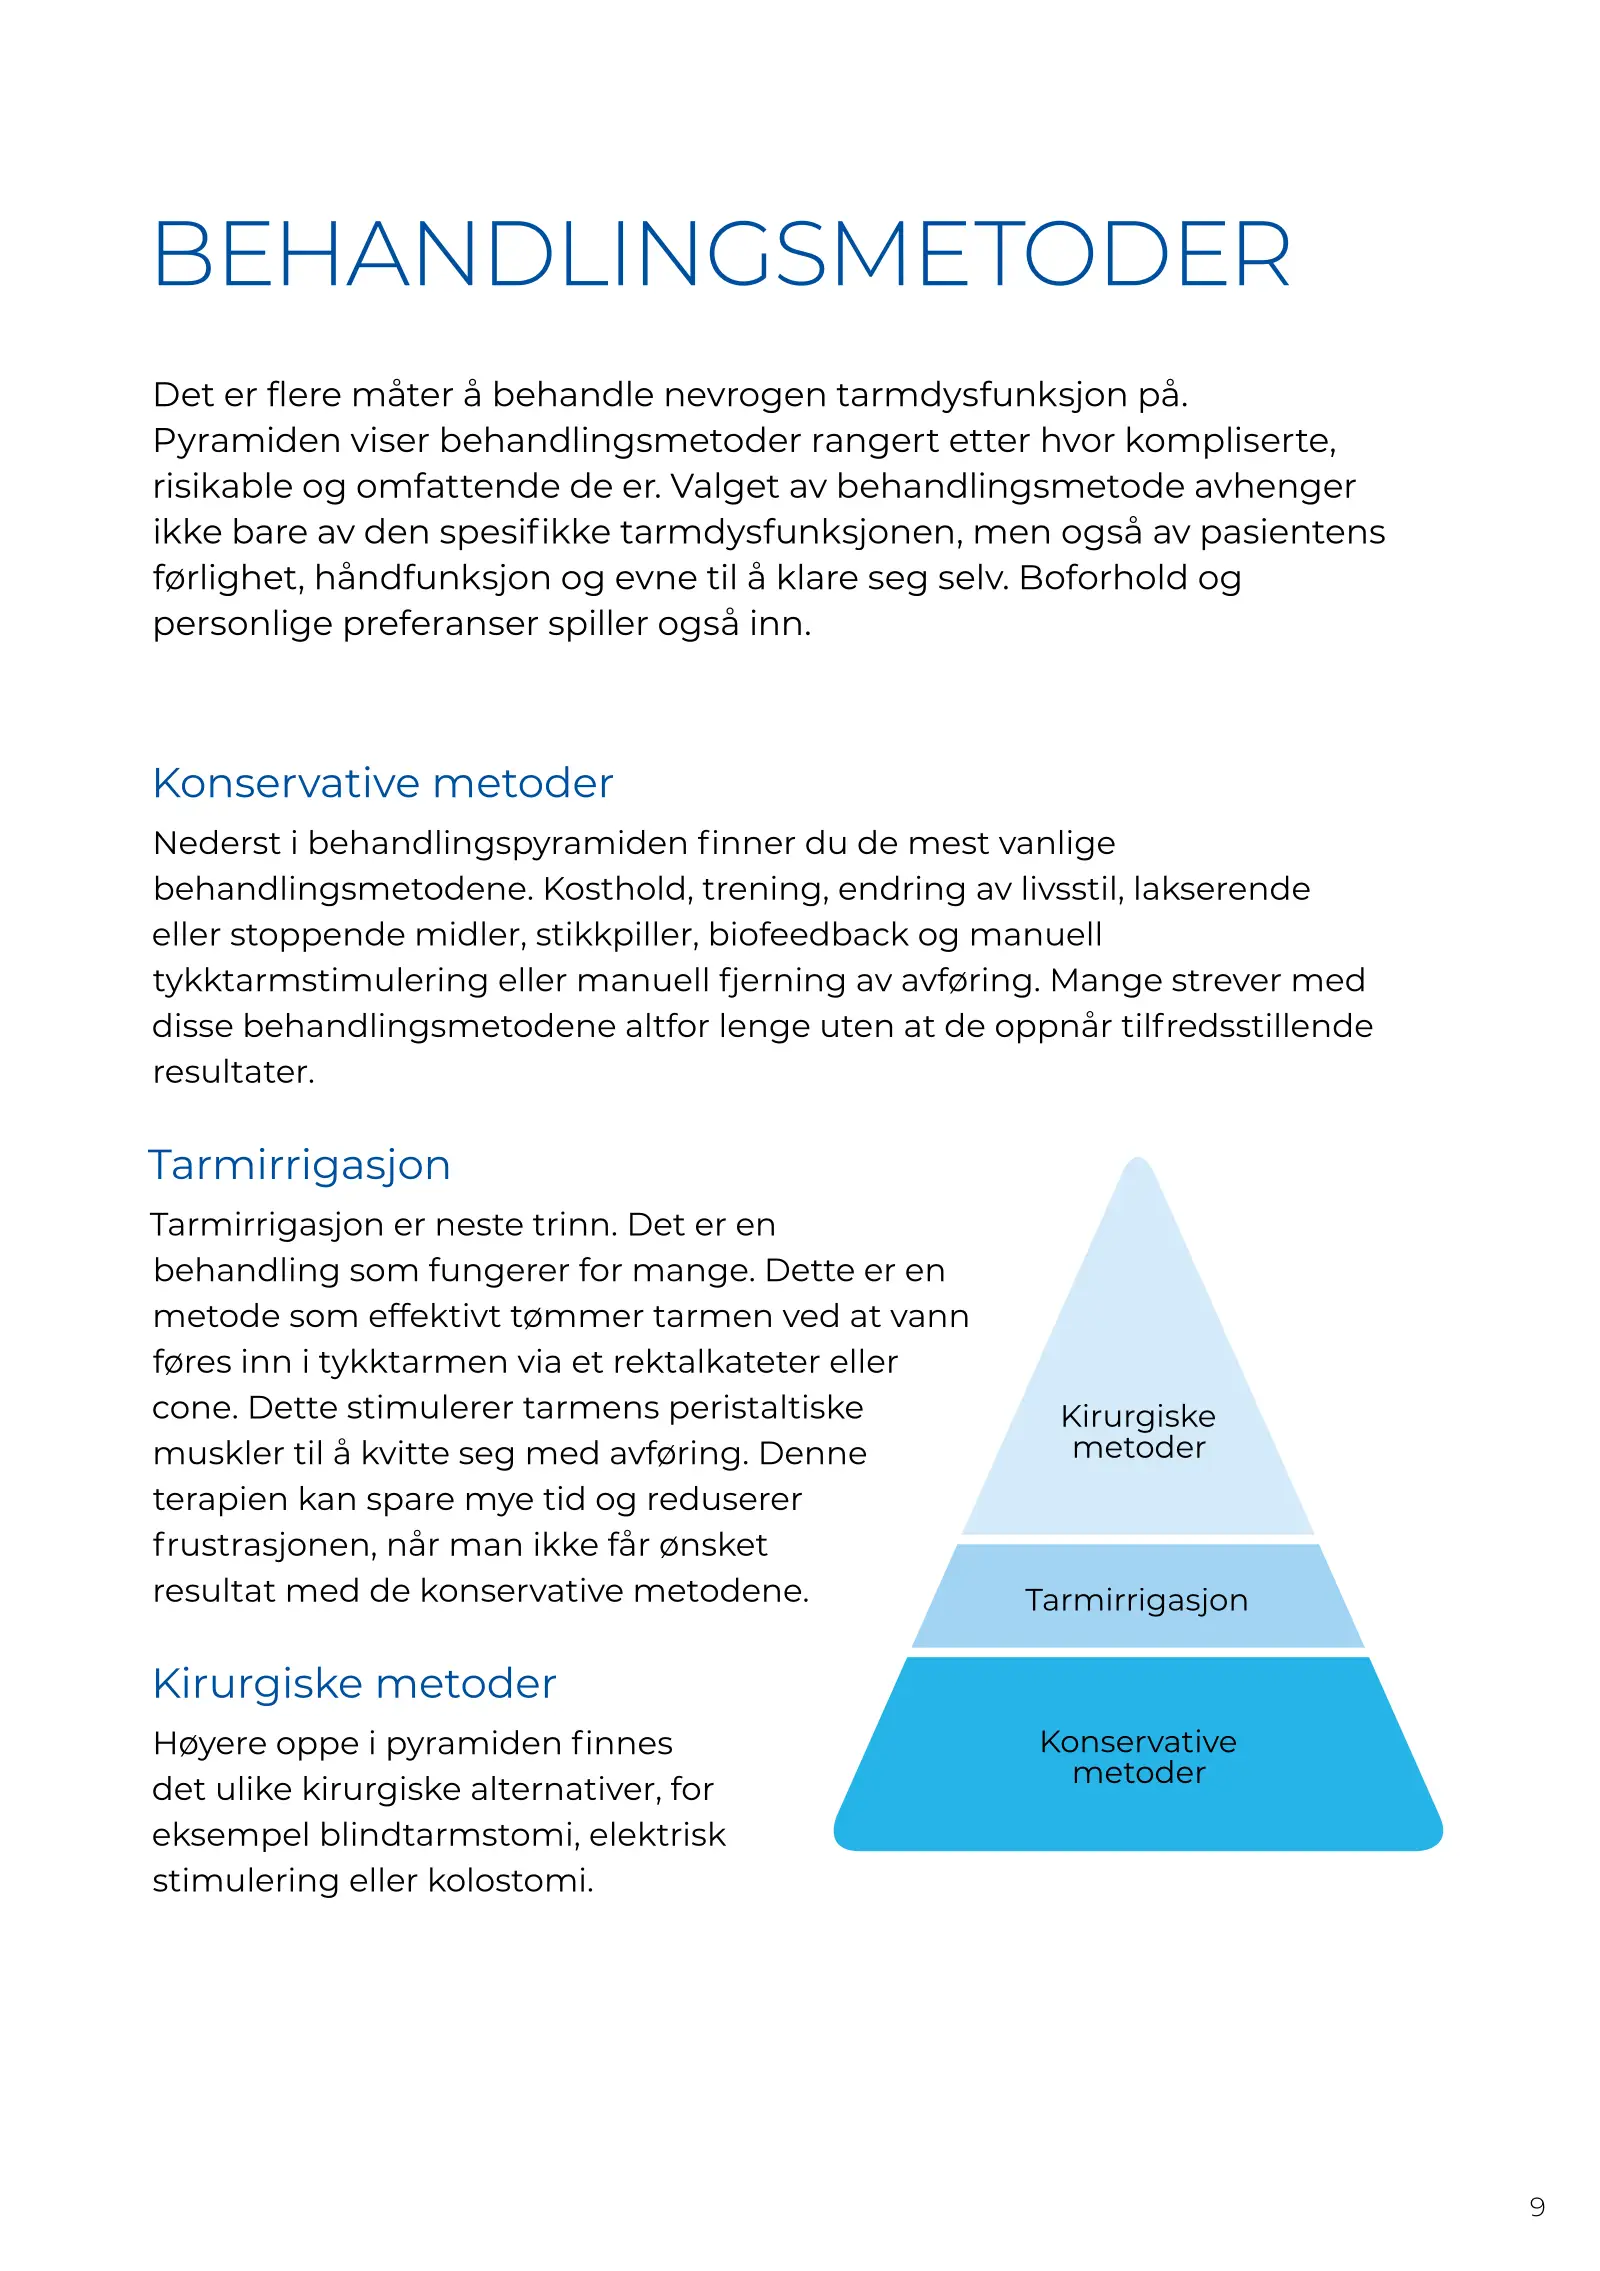 BEHANDLINGSMETODER
Det er flere måter å behandle nevrogen tarmdysfunksjon på.
Pyramiden viser behandlingsmetoder rangert etter hvor kompliserte,
risikable og omfattende de er. Valget av behandlingsmetode avhenger
ikke bare av den spesifikke tarmdysfunksjonen, men også av pasientens
førlighet, håndfunksjon og evne til å klare seg selv. Boforhold og
personlige preferanser spiller også inn.
Konservative metoder
Nederst i behandlingspyramiden finner du de mest vanlige
behandlingsmetodene. Kosthold, trening, endring av livsstil, lakserende
eller stoppende midler, stikkpiller, biofeedback og manuell
tykktarmstimulering eller manuell fjerning av avføring. Mange strever med
disse behandlingsmetodene altfor lenge uten at de oppnår tilfredsstillende
resultater.
Tarmirrigasjon
Tarmirrigasjon er neste trinn. Det er en
behandling som fungerer for mange. Dette er en
metode som effektivt tømmer tarmen ved at vann
føres inn i tykktarmen via et rektalkateter eller
cone. Dette stimulerer tarmens peristaltiske
muskler til å kvitte seg med avføring. Denne
terapien kan spare mye tid og reduserer
frustrasjonen, når man ikke får ønsket
resultat med de konservative metodene.
Kirurgiske metoder
Høyere oppe i pyramiden finnes
det ulike kirurgiske alternativer, for
eksempel blindtarmstomi, elektrisk
stimulering eller kolostomi.
Kirurgiske
metoder
Tarmirrigasjon
Konservative
metoder
9